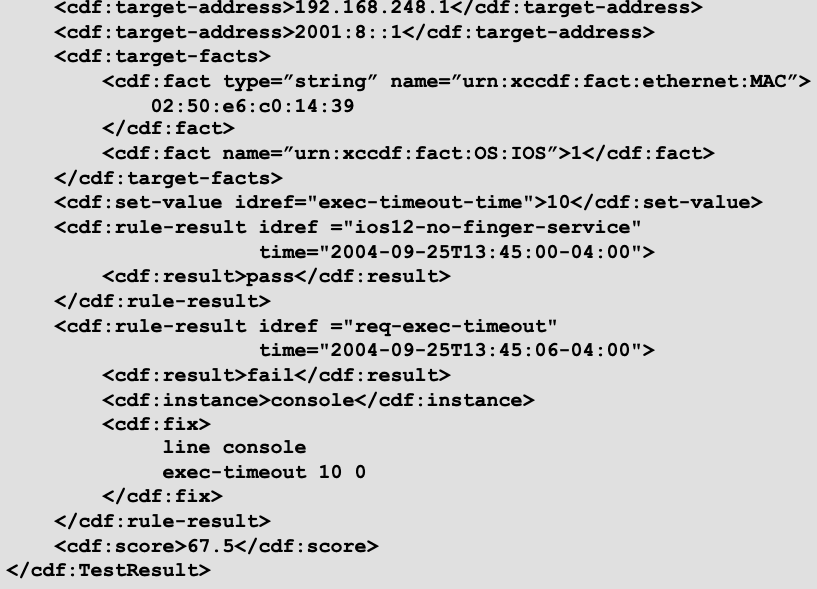 <cdf:target-address>192.168.248.1</cdf:target-address>
<cdf:target-address>2001:8::1</cdf:target-address>
<cdf:target-facts>
<cdf:fact type=”string” name=”urn:xccdf:fact:ethernet:MAC”>
02:50:e6:c0:14:39
</cdf:fact>
<cdf:fact name=”urn:xccdf:fact:OS:IOS”>1</cdf:fact>
</cdf:target-facts>
<cdf:set-value idref="exec-timeout-time">10</cdf:set-value>
<cdf:rule-result idref ="ios12-no-finger-service"
time="2004-09-25T13:45:00-04:00">
<cdf:result>pass</cdf:result>
</cdf:rule-result>
<cdf:rule-result idref ="req-exec-timeout"
time="2004-09-25T13:45:06-04:00">
<cdf:result>fail</cdf:result>
<cdf:instance>console</cdf:instance>
<cdf:fix>
line console
exec-timeout 10 0
</cdf:fix>
</cdf:rule-result>
<cdf:score>67.5</cdf:score>
</cdf:TestResult>